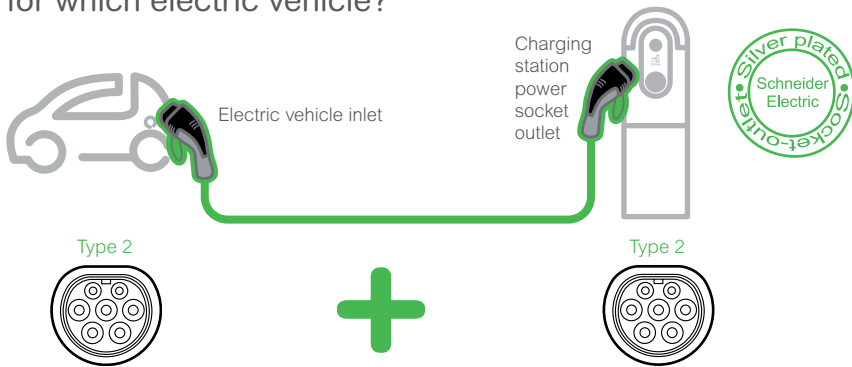 for which electric vehicle?
Charging
station
power
socket
outlet
Electric vehicle inlet
Silver plated
Socket-outlet
Schneider
Electric
Type 2
Type 2